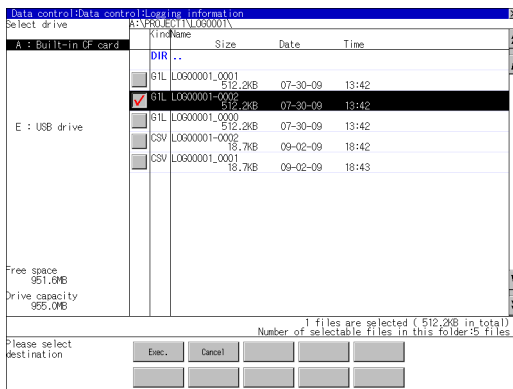 Data control:Data control:Logging information
Select drive
A:\PROJECT1\LOG0001\
Kind Name
Size Date Time
A : Built-in CF card
DIR ..
G1L LOG00001_0001
512.2KB 07-30-09 13:42
G1L LOG00001-0002
512.2KB 07-30-09 13:42
G1L LOG00001_0000
512.2KB 07-30-09 13:42
E : USB drive
CSV LOG00001-0002
18.7KB 09-02-09 18:42
CSV LOG00001_0001
18.7KB 09-02-09 18:43
Free space
951.6MB
Drive capacity
955.0MB
1 files are selected ( 512.2KB in total)
Number of selectable files in this folder:5 files
Please select
destination
Exec. Cancel